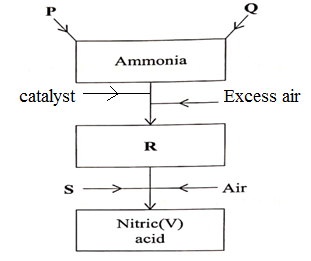 P
Q
Ammonia
catalyst
Excess air
R
S
Air
Nitric(V)
acid